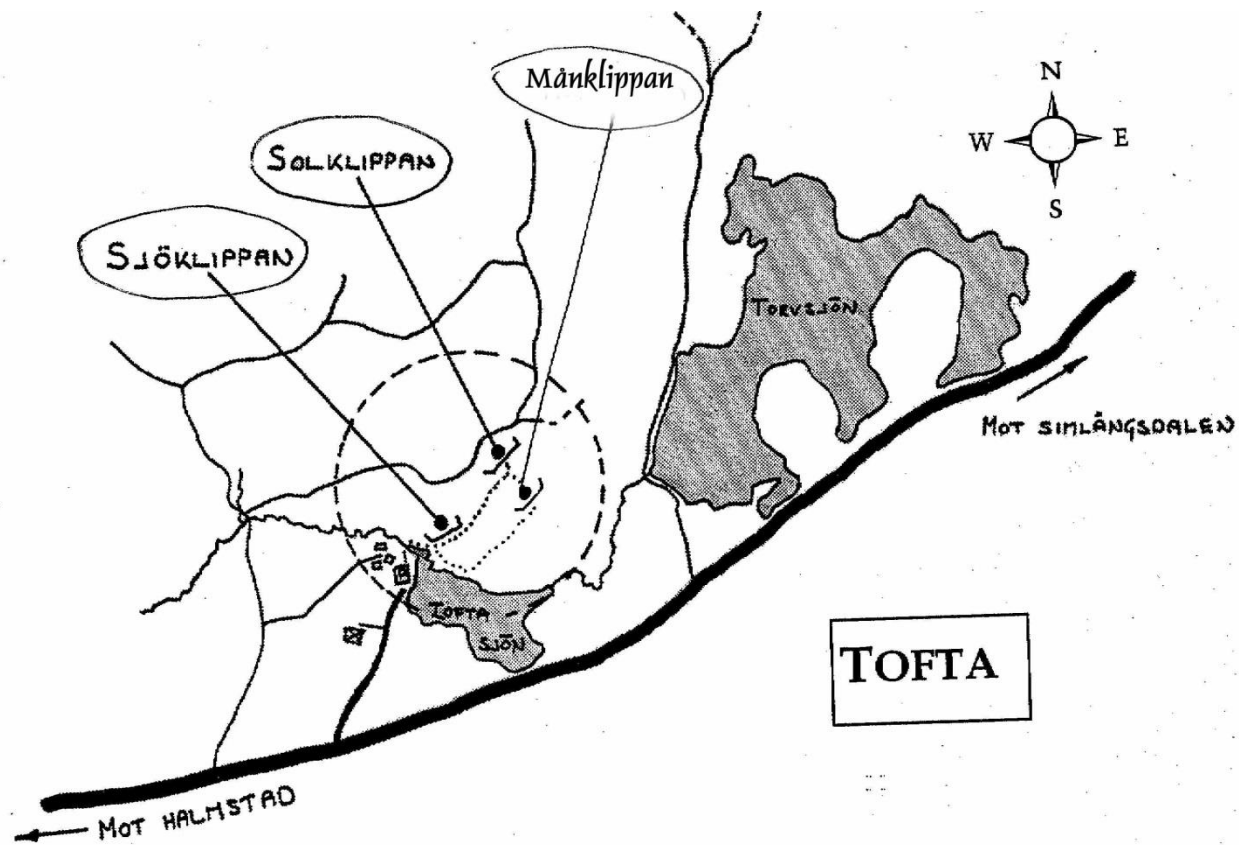 Månklippan
N
W E
S
SOLKLIPPAN
SJÖKLIPPAN
TORVSJÖN
MOT SIMLÅNGSDALEN
TOFTA -
SJÖN
TOFTA
MOT HALMSTAD